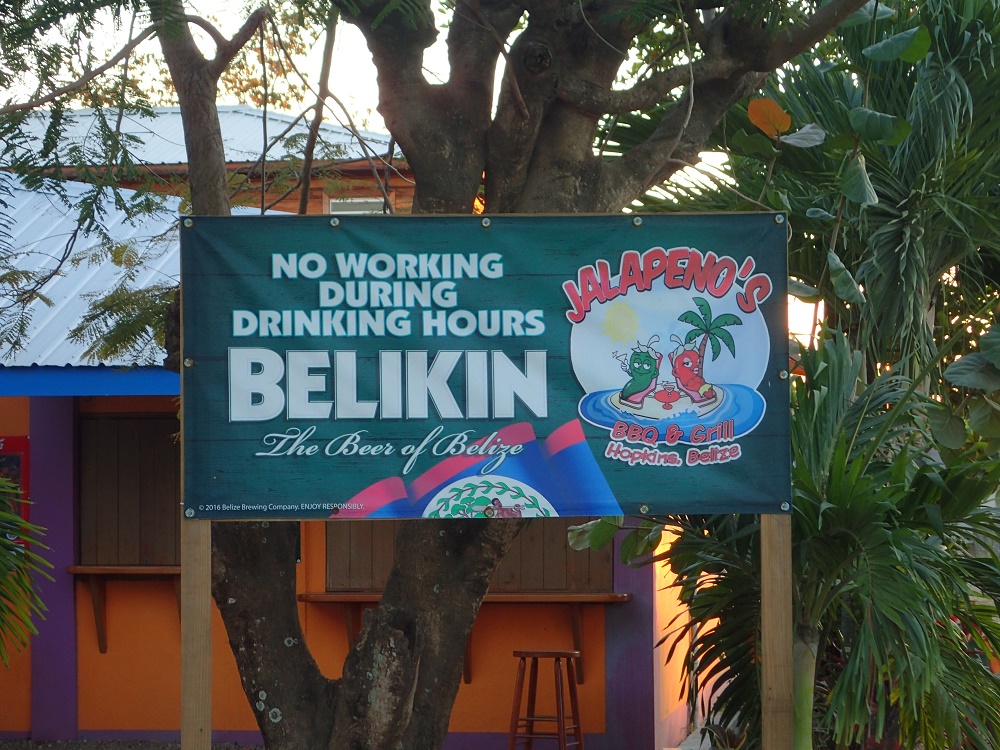 NO WORKING
DURING
DRINKING HOURS
BELIKIN
The Beer of Belize
© 2016 Belize Brewing Company. ENJOY RESPONSIBLY.
JALAPENO'S
BBQ & Grill
Hopkins, Belize